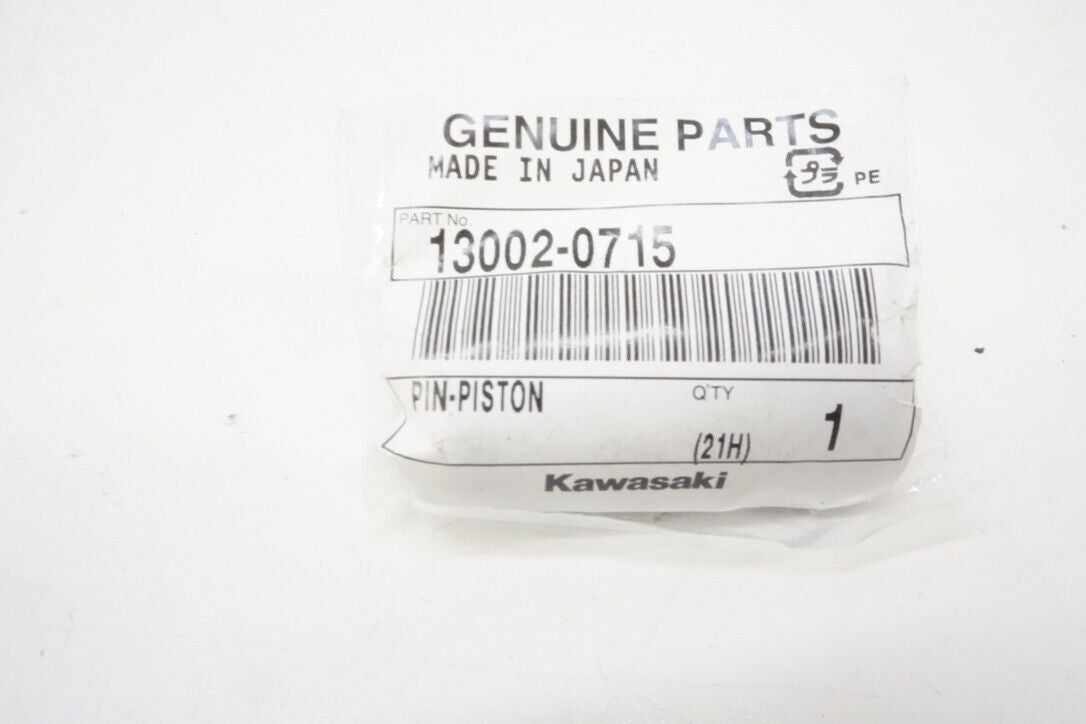 GENUINE PARTS
MADE IN JAPAN
プラ PE
PART No.
13002-0715
PIN-PISTON
Q'TY
(21H) 1
Kawasaki